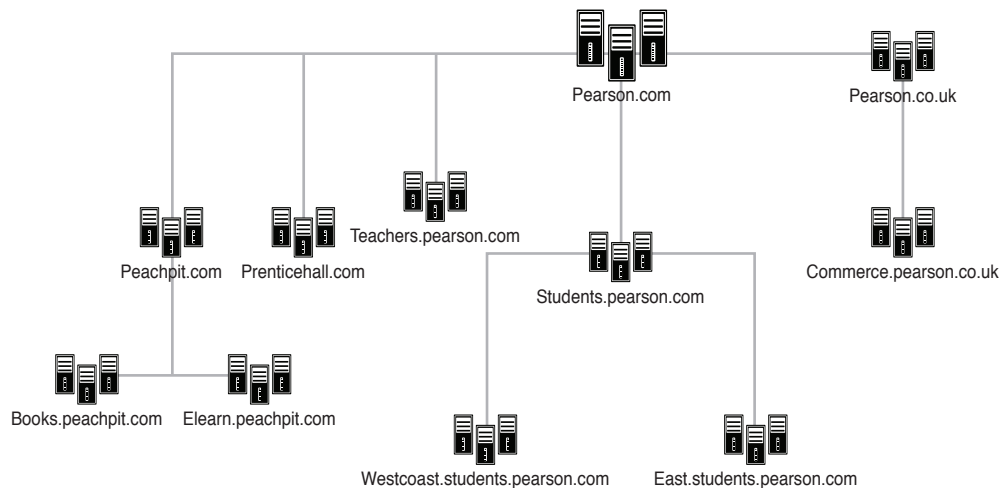 Pearson.com
Pearson.co.uk
Teachers.pearson.com
Peachpit.com
Prenticehall.com
Commerce.pearson.co.uk
Students.pearson.com
Books.peachpit.com
Elearn.peachpit.com
Westcoast.students.pearson.com
East.students.pearson.com